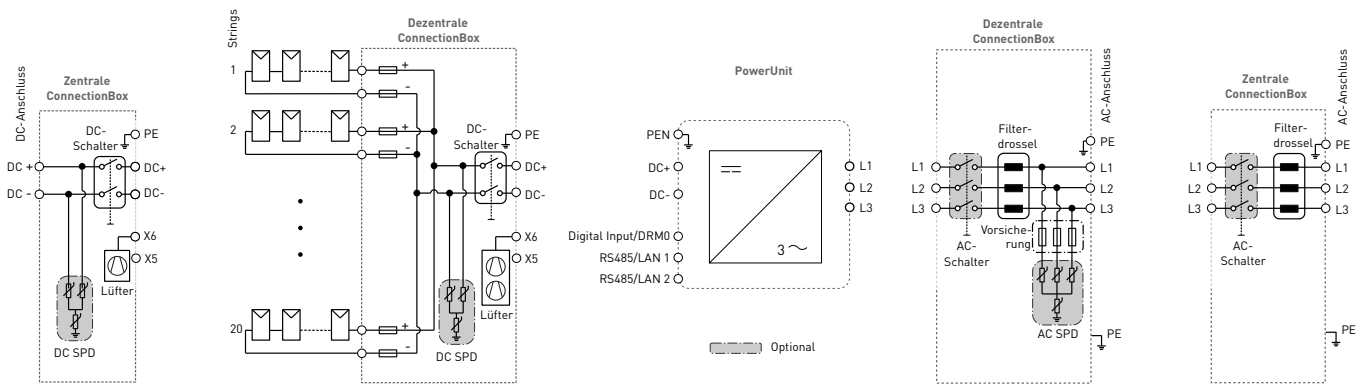 DC-Anschluss
Zentrale
ConnectionBox
DC-
Schalter
PE
DC +
DC+
DC -
DC-
X6
X5
Lüfter
DC SPD
Strings
1
2
20
Dezentrale
ConnectionBox
+
-
+
-
+
-
DC-
Schalter
PE
DC+
DC-
X6
X5
Lüfter
DC SPD
PowerUnit
PEN
DC+
DC-
Digital Input/DRM0
RS485/LAN 1
RS485/LAN 2
3
L1
L2
L3
Optional
Dezentrale
ConnectionBox
AC-Anschluss
Filter-
drossel
PE
L1
L1
L2
L2
L3
L3
Vorsiche-
rung
AC-
Schalter
AC SPD
PE
Zentrale
ConnectionBox
AC-Anschluss
Filter-
drossel
PE
L1
L1
L2
L2
L3
L3
AC-
Schalter
PE